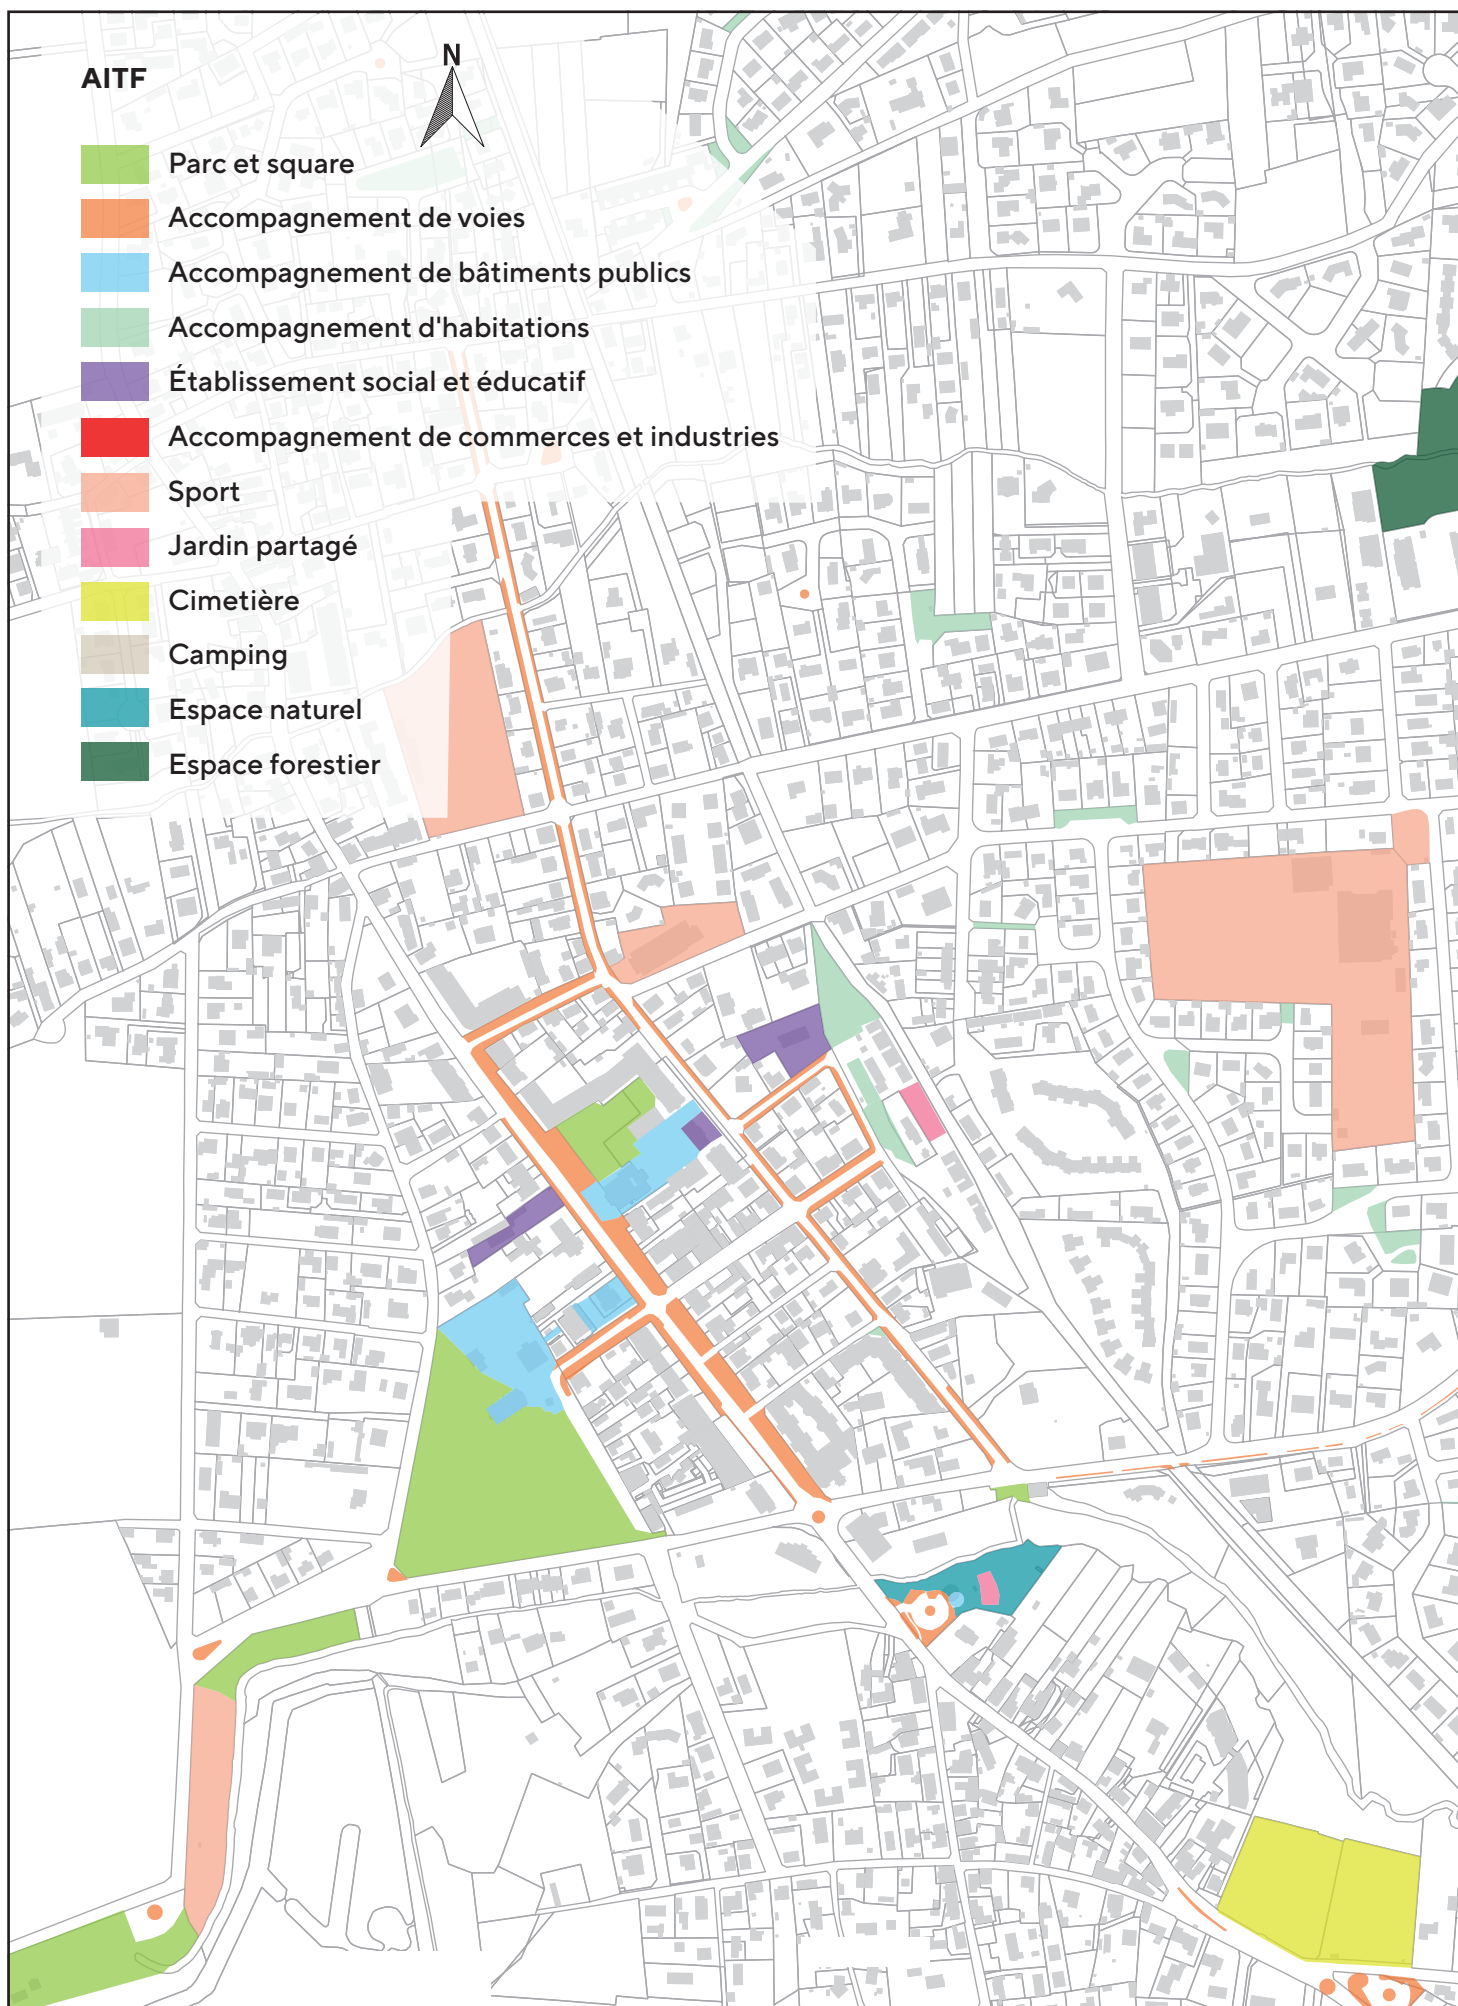 N
AITF
Parc et square
Accompagnement de voies
Accompagnement de bâtiments publics
Accompagnement d'habitations
Établissement social et éducatif
Accompagnement de commerces et industries
Sport
Jardin partagé
Cimetière
Camping
Espace naturel
Espace forestier